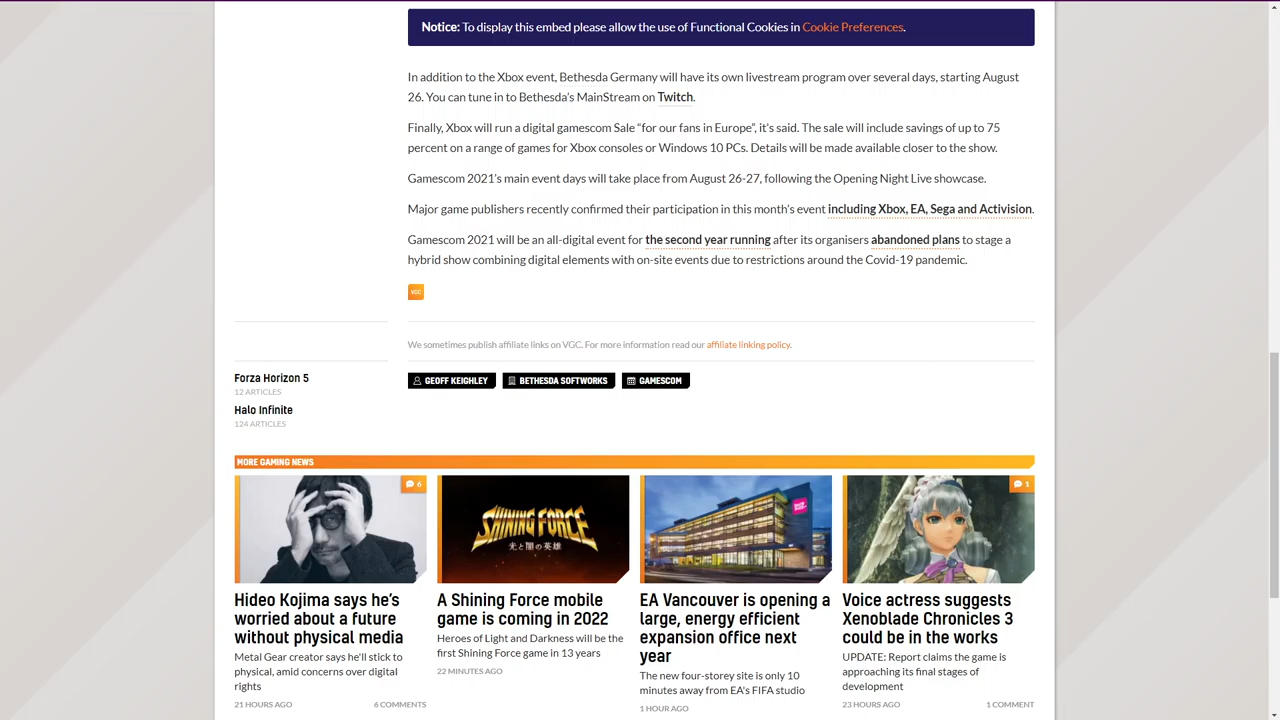 Notice: To display this embed please allow the use of Functional Cookies in Cookie Preferences.
In addition to the Xbox event, Bethesda Germany will have its own livestream program over several days, starting August
26. You can tune in to Bethesda's MainStream on Twitch.
Finally, Xbox will run a digital gamescom Sale “for our fans in Europe”, it's said. The sale will include savings of up to 75
percent on a range of games for Xbox consoles or Windows 10 PCs. Details will be made available closer to the show.
Gamescom 2021's main event days will take place from August 26-27, following the Opening Night Live showcase.
Major game publishers recently confirmed their participation in this month's event including Xbox, EA, Sega and Activision.
Gamescom 2021 will be an all-digital event for the second year running after its organisers abandoned plans to stage a
hybrid show combining digital elements with on-site events due to restrictions around the Covid-19 pandemic.
VGC
We sometimes publish affiliate links on VGC. For more information read our affiliate linking policy.
Forza Horizon 5
12 ARTICLES
Halo Infinite
124 ARTICLES
GEOFF KEIGHLEY
BETHESDA SOFTWORKS
GAMESCOM
MORE GAMING NEWS
6
Hideo Kojima says he's
worried about a future
without physical media
Metal Gear creator says he'll stick to
physical, amid concerns over digital
rights
21 HOURS AGO
6 COMMENTS
SHINING FORCE
光と闇の英雄
A Shining Force mobile
game is coming in 2022
Heroes of Light and Darkness will be the
first Shining Force game in 13 years
22 MINUTES AGO
EA Vancouver is opening a
large, energy efficient
expansion office next
year
The new four-storey site is only 10
minutes away from EA's FIFA studio
1 HOUR AGO
1
Voice actress suggests
Xenoblade Chronicles 3
could be in the works
UPDATE: Report claims the game is
approaching its final stages of
development
23 HOURS AGO
1 COMMENT